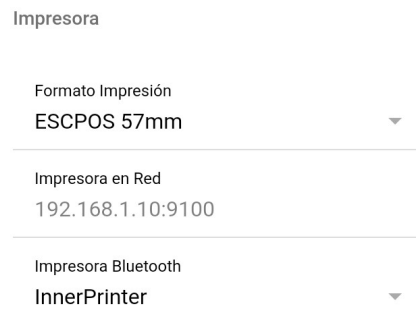 Impresora
Formato Impresión
ESCPOS 57mm
Impresora en Red
192.168.1.10:9100
Impresora Bluetooth
InnerPrinter